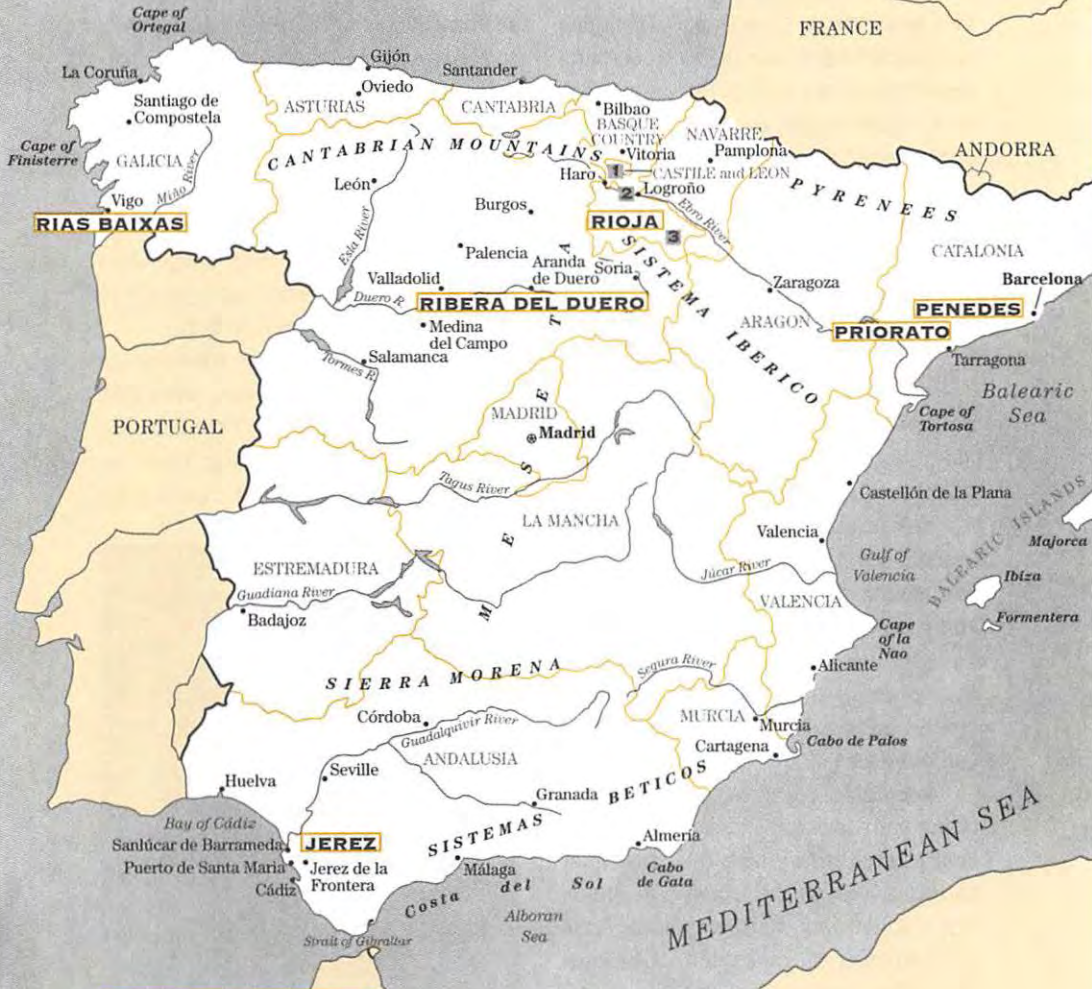 Cape of
Ortegal
FRANCE
Gijón
La Coruña
Santander
Oviedo
ASTURIAS
CANTABRIA
Bilbao
Santiago de
Compostela
BASQUE
COUNTRY
NAVARRE
Pamplona
Cape of
Finisterre
GALICIA
Miño River
CANTABRIAN MOUNTAINS
Vitoria
ANDORRA
1
CASTILE and LEON
Haro
León
2
Logroño
PYRENEES
Vigo
RIAS BAIXAS
Esla River
Burgos
RIOJA
Ebro River
3
Palencia
CATALONIA
Aranda
de Duero
Soria
SISTEMA IBERICO
Valladolid
Zaragoza
Barcelona
Duero R.
RIBERA DEL DUERO
PENEDES
Medina
del Campo
ARAGON
PRIORATO
Salamanca
Tormes R.
Tarragona
Balearic
Sea
MESETA
MADRID
Madrid
Cape of
Tortosa
PORTUGAL
Tagus River
Castellón de la Plana
LA MANCHA
Valencia
BALEARIC ISLANDS
Majorca
Gulf of
Valencia
ESTREMADURA
Júcar River
Ibiza
Guadiana River
VALENCIA
Badajoz
Formentera
Cape
of la
Nao
SIERRA MORENA
Segura River
Alicante
Córdoba
Guadalquivir River
MURCIA
Murcia
Cabo de Palos
Cartagena
ANDALUSIA
Seville
Huelva
Granada
SISTEMAS BETICOS
Bay of Cádiz
Sanlúcar de Barrameda
JEREZ
Almería
Puerto de Santa Maria
Jerez de la
Frontera
Málaga
Cabo
de Gata
Cádiz
Costa del Sol
Alboran
Sea
MEDITERRANEAN SEA
Strait of Gibraltar